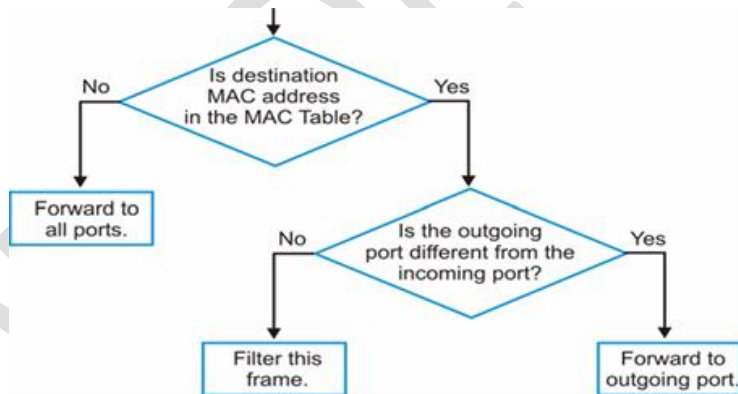 Is destination
MAC address
in the MAC Table?
No
Yes
Forward to
all ports.
Is the outgoing
port different from the
incoming port?
No
Yes
Filter this
frame.
Forward to
outgoing port.